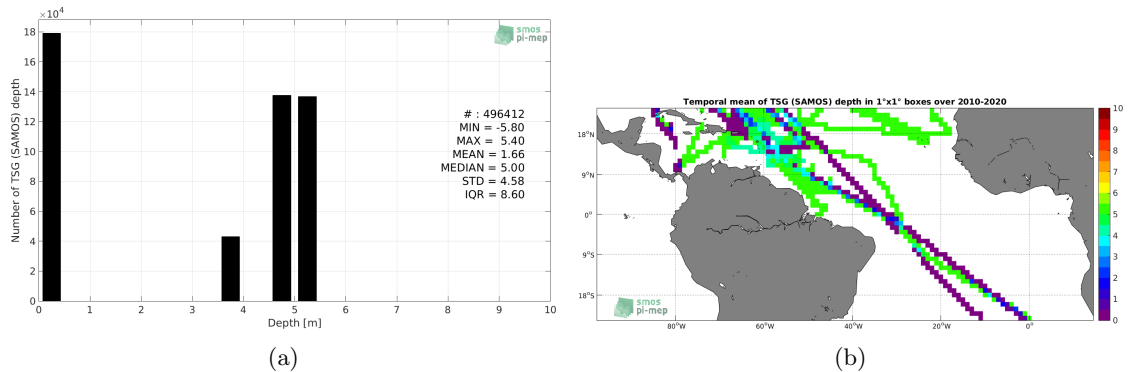 ×10⁴
18
16
14
12
10
8
6
4
2
0
Number of TSG (SAMOS) depth
smos
pi-mep
# : 496412
MIN = -5.80
MAX = 5.40
MEAN = 1.66
MEDIAN = 5.00
STD = 4.58
IQR = 8.60
0 1 2 3 4 5 6 7 8 9 10
Depth [m]
(a)
Temporal mean of TSG (SAMOS) depth in 1°x1° boxes over 2010-2020
18°N
9°N
0°
9°S
18°S
smos
pi-mep
80°W 60°W 40°W 20°W 0°
10
9
8
7
6
5
4
3
2
1
0
(b)